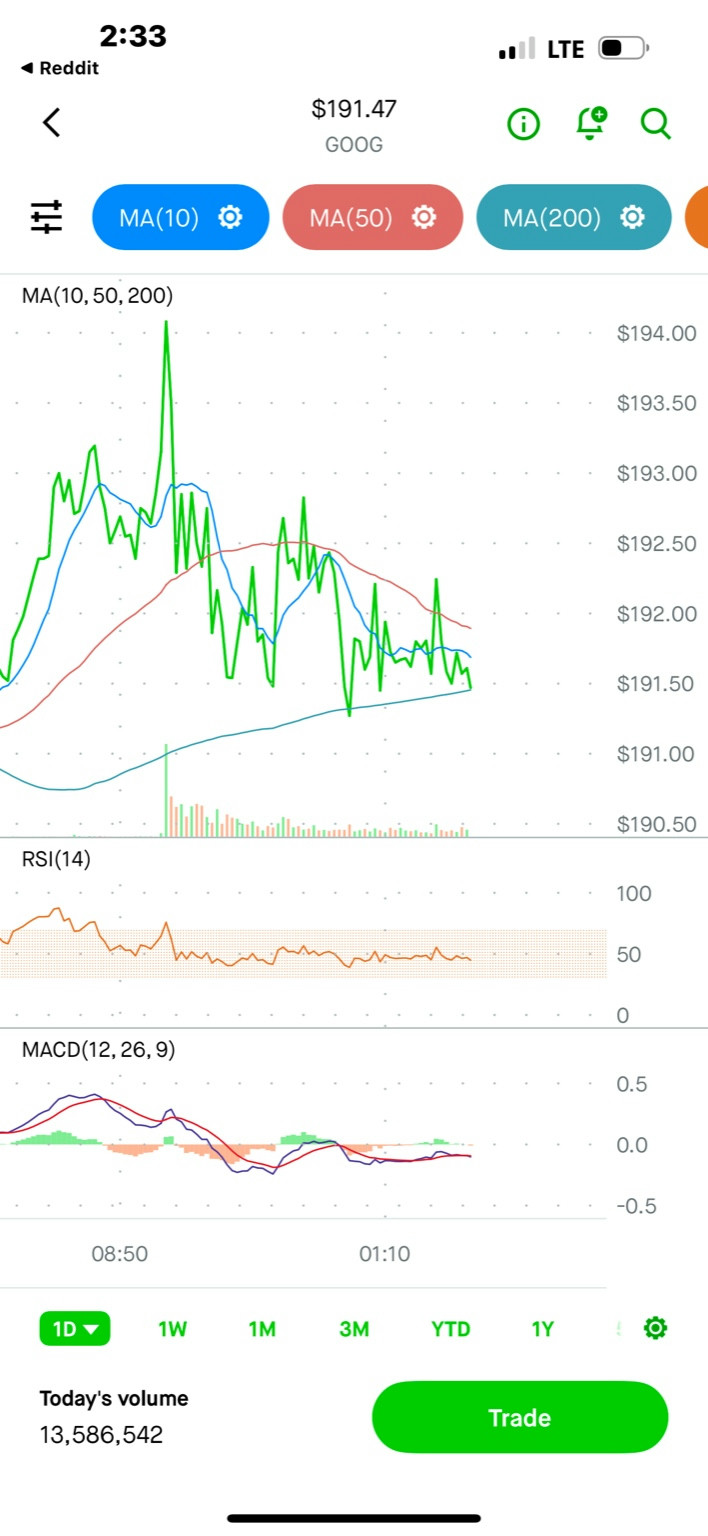 2:33
LTE
◀ Reddit
$191.47
GOOG
MA(10)
MA(50)
MA(200)
MA(10,50,200)
$194.00
$193.50
$193.00
$192.50
$192.00
$191.50
$191.00
$190.50
RSI(14)
100
50
0
MACD(12,26,9)
0.5
0.0
-0.5
08:50
01:10
1D
1W
1M
3M
YTD
1Y
Today's volume
13,586,542
Trade